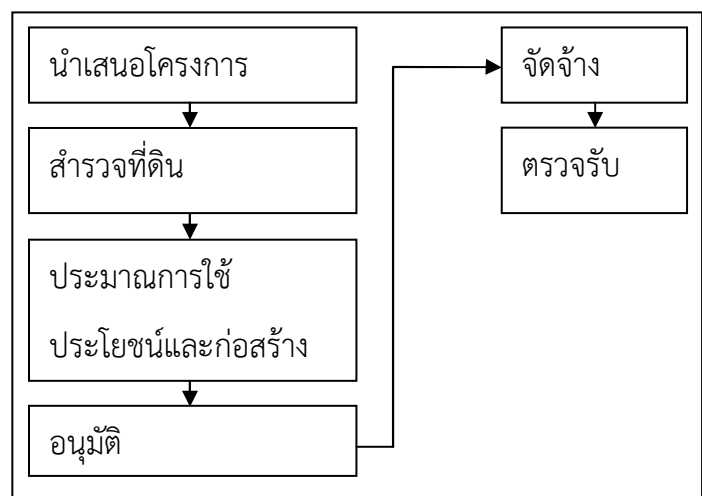 นำเสนอโครงการ
สำรวจที่ดิน
ประมาณการใช้
ประโยชน์และก่อสร้าง
อนุมัติ
จัดจ้าง
ตรวจรับ